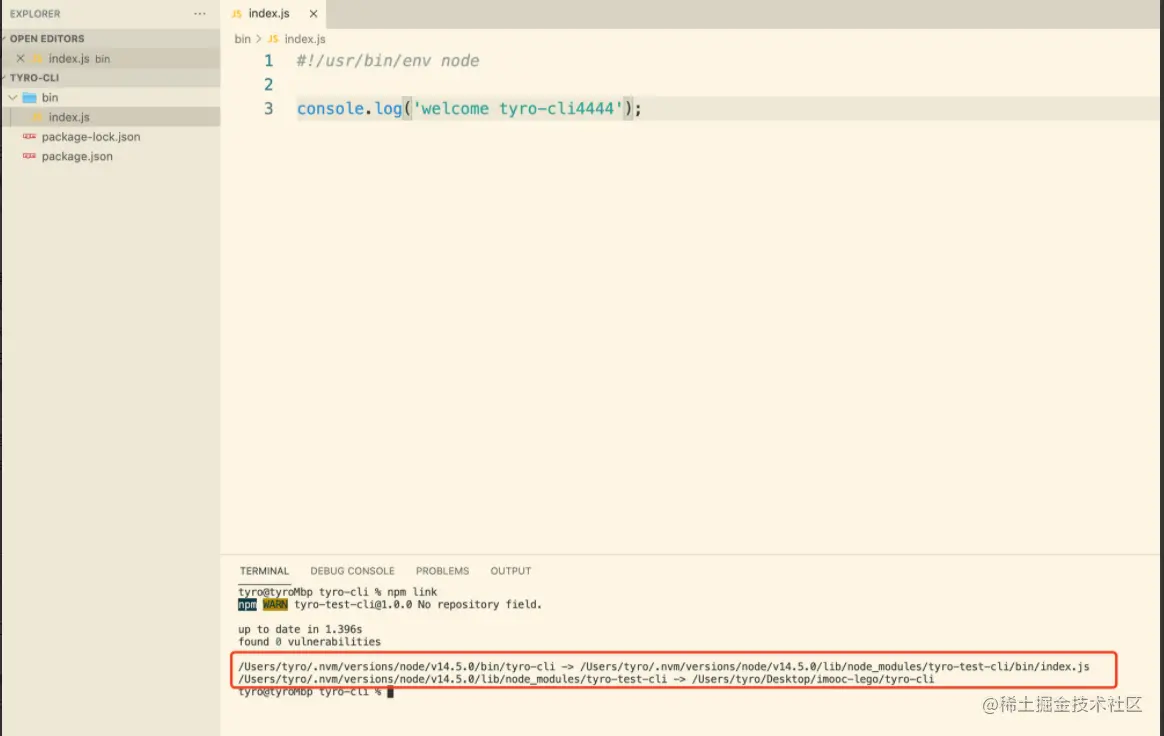 EXPLORER ···
OPEN EDITORS
index.js bin
TYRO-CLI
bin
index.js
package-lock.json
package.json
JS index.js
bin > JS index.js
1 #!/usr/bin/env node
2
3 console.log('welcome tyro-cli4444');
TERMINAL DEBUG CONSOLE PROBLEMS OUTPUT
tyro@tyroMbp tyro-cli % npm link
npm WARN tyro-test-cli@1.0.0 No repository field.
up to date in 1.396s
found 0 vulnerabilities
/Users/tyro/.nvm/versions/node/v14.5.0/bin/tyro-cli -> /Users/tyro/.nvm/versions/node/v14.5.0/lib/node_modules/tyro-test-cli/bin/index.js
/Users/tyro/.nvm/versions/node/v14.5.0/lib/node_modules/tyro-test-cli -> /Users/tyro/Desktop/imooc-lego/tyro-cli
tyro@tyroMbp tyro-cli %
@稀土掘金技术社区